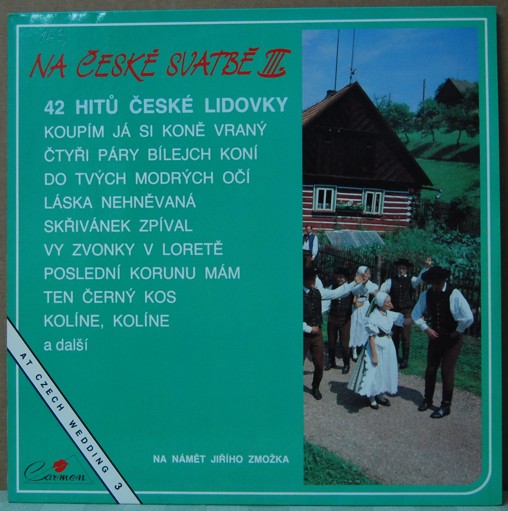 NA ČESKÉ SVATBĚ III.
42 HITŮ ČESKÉ LIDOVKY
KOUPÍM JÁ SI KONĚ VRANÝ
ČTYŘI PÁRY BÍLEJCH KONÍ
DO TVÝCH MODRÝCH OČÍ
LÁSKA NEHNĚVANÁ
SKŘIVÁNEK ZPÍVAL
VY ZVONKY V LORETĚ
POSLEDNÍ KORUNU MÁM
TEN ČERNÝ KOS
KOLÍNE, KOLÍNE
a další
AT CZECH WEDDING 3
NA NÁMĚT JIŘÍHO ZMOŽKA
Carmen